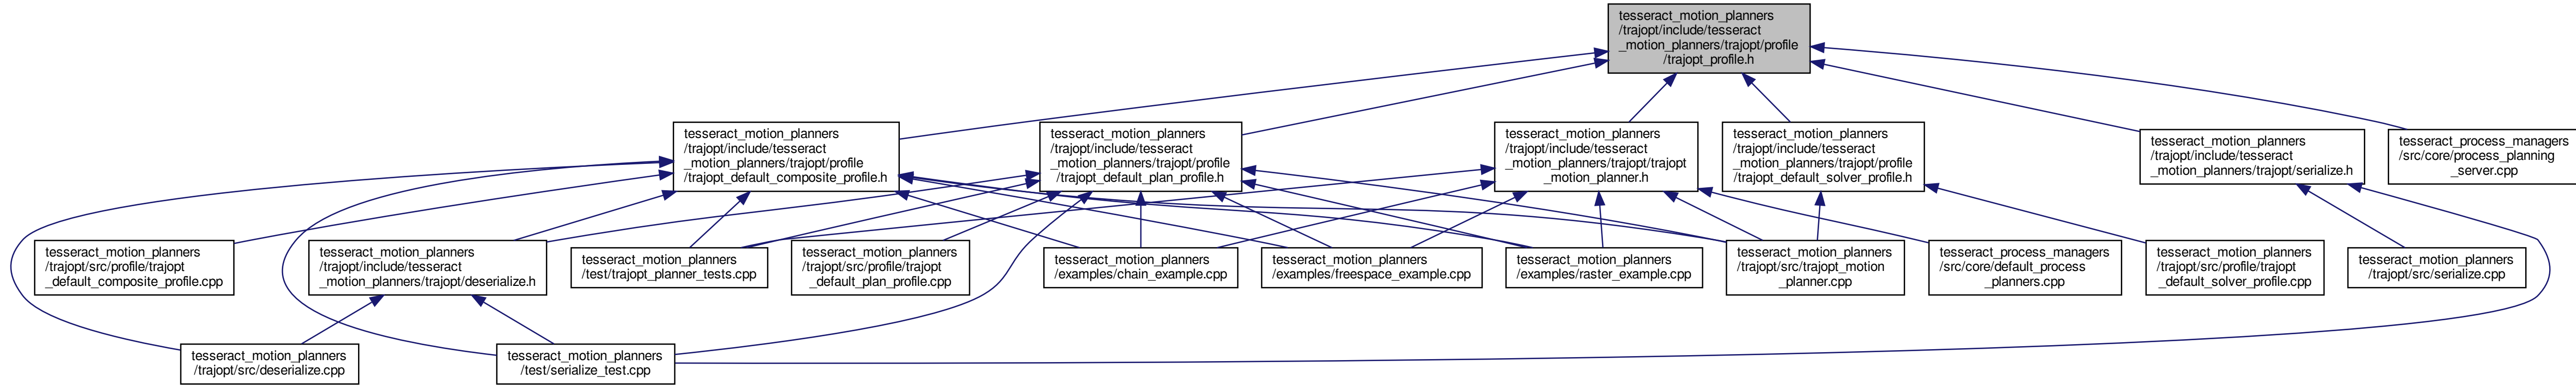 tesseract_motion_planners
/trajopt/include/tesseract
_motion_planners/trajopt/profile
/trajopt_profile.h
tesseract_motion_planners
/trajopt/include/tesseract
_motion_planners/trajopt/profile
/trajopt_default_composite_profile.h
tesseract_motion_planners
/trajopt/include/tesseract
_motion_planners/trajopt/profile
/trajopt_default_plan_profile.h
tesseract_motion_planners
/trajopt/include/tesseract
_motion_planners/trajopt/trajopt
_motion_planner.h
tesseract_motion_planners
/trajopt/include/tesseract
_motion_planners/trajopt/profile
/trajopt_default_solver_profile.h
tesseract_motion_planners
/trajopt/include/tesseract
_motion_planners/trajopt/serialize.h
tesseract_process_managers
/src/core/process_planning
_server.cpp
tesseract_motion_planners
/trajopt/src/profile/trajopt
_default_composite_profile.cpp
tesseract_motion_planners
/trajopt/include/tesseract
_motion_planners/trajopt/deserialize.h
tesseract_motion_planners
/test/trajopt_planner_tests.cpp
tesseract_motion_planners
/trajopt/src/profile/trajopt
_default_plan_profile.cpp
tesseract_motion_planners
/examples/chain_example.cpp
tesseract_motion_planners
/examples/freespace_example.cpp
tesseract_motion_planners
/examples/raster_example.cpp
tesseract_motion_planners
/trajopt/src/trajopt_motion
_planner.cpp
tesseract_process_managers
/src/core/default_process
_planners.cpp
tesseract_motion_planners
/trajopt/src/profile/trajopt
_default_solver_profile.cpp
tesseract_motion_planners
/trajopt/src/serialize.cpp
tesseract_motion_planners
/trajopt/src/deserialize.cpp
tesseract_motion_planners
/test/serialize_test.cpp